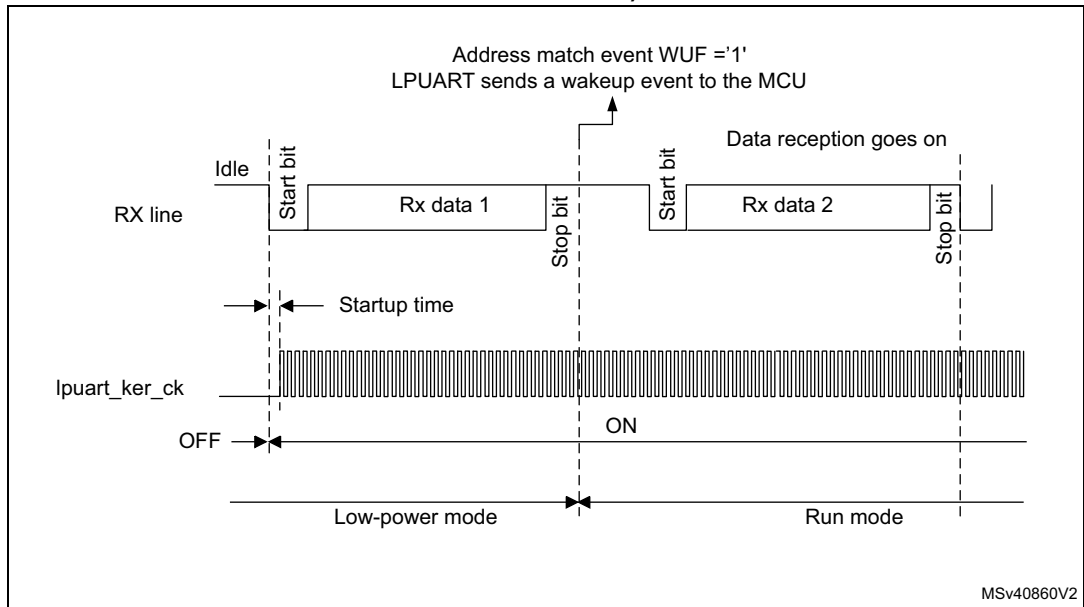 Address match event WUF ='1'
LPUART sends a wakeup event to the MCU
Data reception goes on
Idle
RX line
Start bit
Rx data 1
Stop bit
Start bit
Rx data 2
Stop bit
Startup time
lpuart_ker_ck
OFF
ON
Low-power mode
Run mode
MSv40860V2